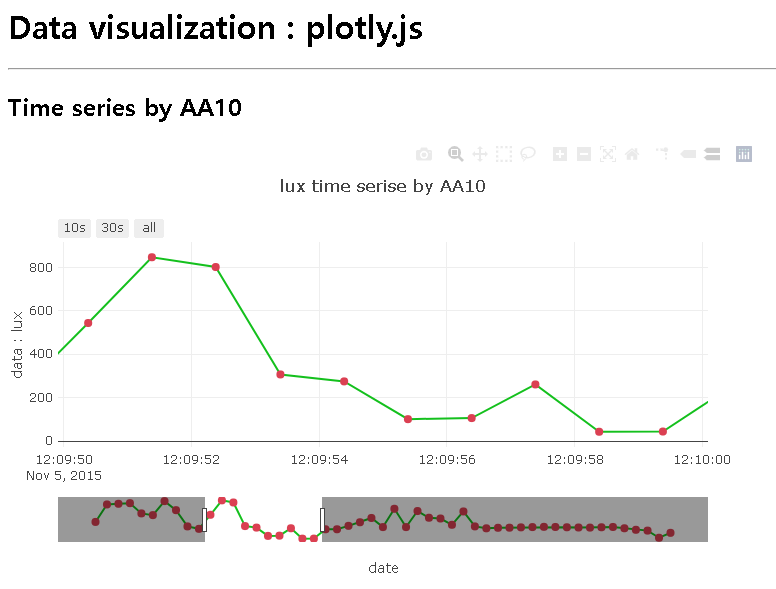 Data visualization : plotly.js
Time series by AA10
lux time serise by AA10
10s 30s all
800
600
400
200
0
data : lux
12:09:50 12:09:52 12:09:54 12:09:56 12:09:58 12:10:00
Nov 5, 2015
date